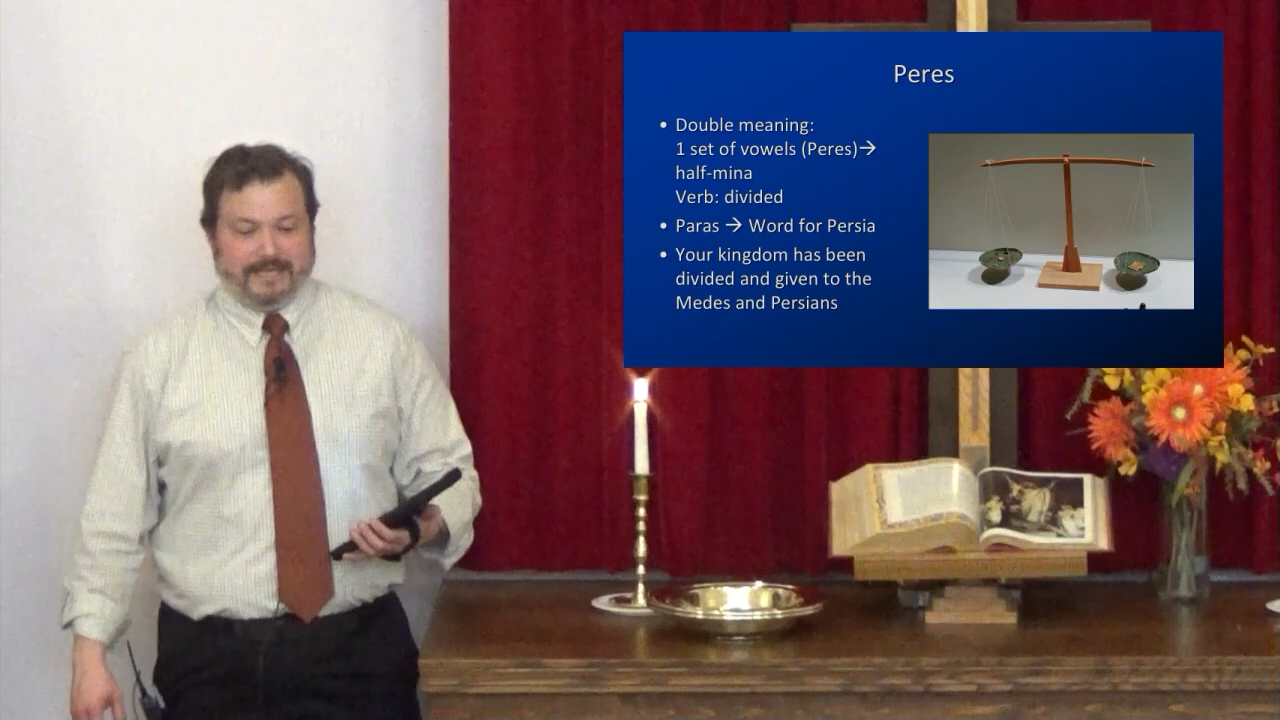 Peres
• Double meaning:
1 set of vowels (Peres)→
half-mina
Verb: divided
• Paras → Word for Persia
• Your kingdom has been
divided and given to the
Medes and Persians